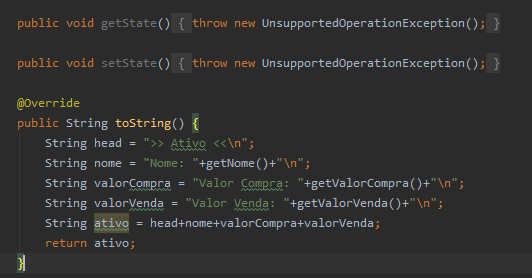 public void getState() { throw new UnsupportedOperationException(); }
public void setState() { throw new UnsupportedOperationException(); }
@Override
public String toString() {
String head = ">> Ativo <<\n";
String nome = "Nome: "+getNome()+"\n";
String valorCompra = "Valor Compra: "+getValorCompra()+"\n";
String valorVenda = "Valor Venda: "+getValorVenda()+"\n";
String ativo = head+nome+valorCompra+valorVenda;
return ativo;
}